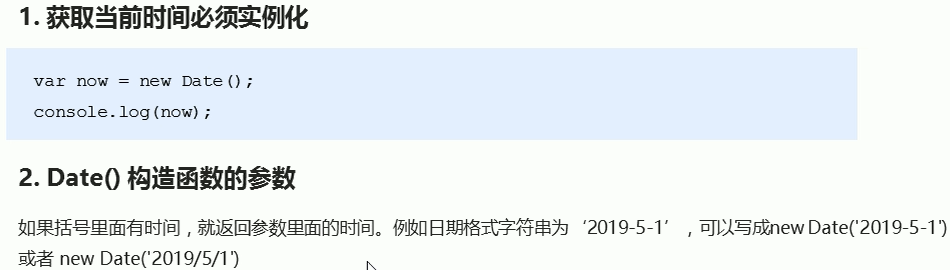 1. 获取当前时间必须实例化
var now = new Date();
console.log(now);
2. Date() 构造函数的参数
如果括号里面有时间，就返回参数里面的时间。例如日期格式字符串为‘2019-5-1’，可以写成new Date('2019-5-1')
或者 new Date('2019/5/1')